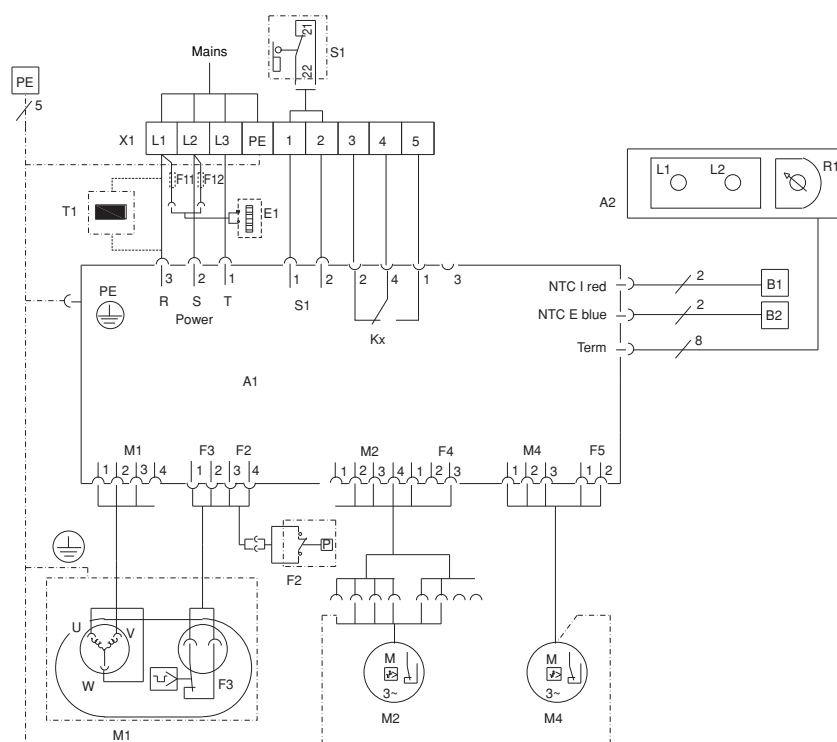 Mains
21
22
S1
PE
5
X1 L1 L2 L3 PE 1 2 3 4 5
F11 F12
T1
E1
A2
L1 L2
R1
3 2 1 1 2 2 4 1 3
PE
R S T S1
Power
Kx
NTC I red 2 B1
NTC E blue 2 B2
Term 8
A1
M1 F3 F2 M2 F4 M4 F5
1 2 3 4 1 2 3 4 1 2 3 4 1 2 3 1 2 3 1 2
P
F2
U V
W
F3
M
3~
M
3~
M1
M2
M4